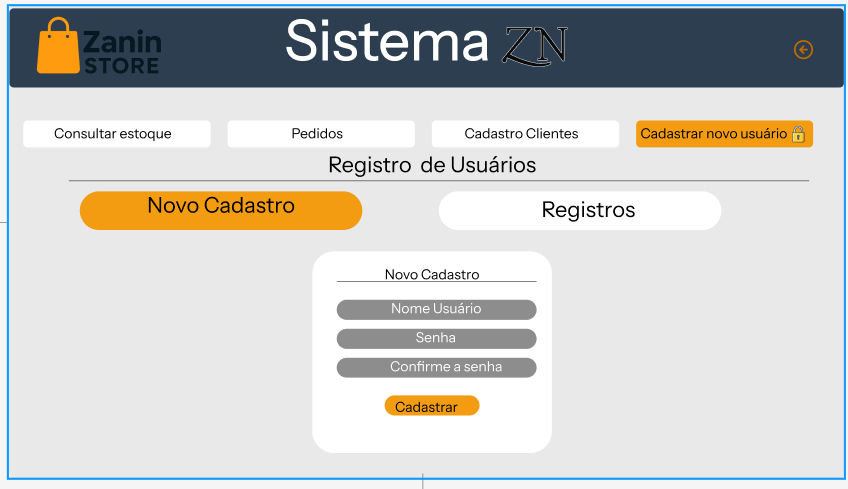 Zanin
STORE
Sistema ZN
Consultar estoque
Pedidos
Cadastro Clientes
Cadastrar novo usuário
Registro de Usuários
Novo Cadastro
Registros
Novo Cadastro
Nome Usuário
Senha
Confirme a senha
Cadastrar